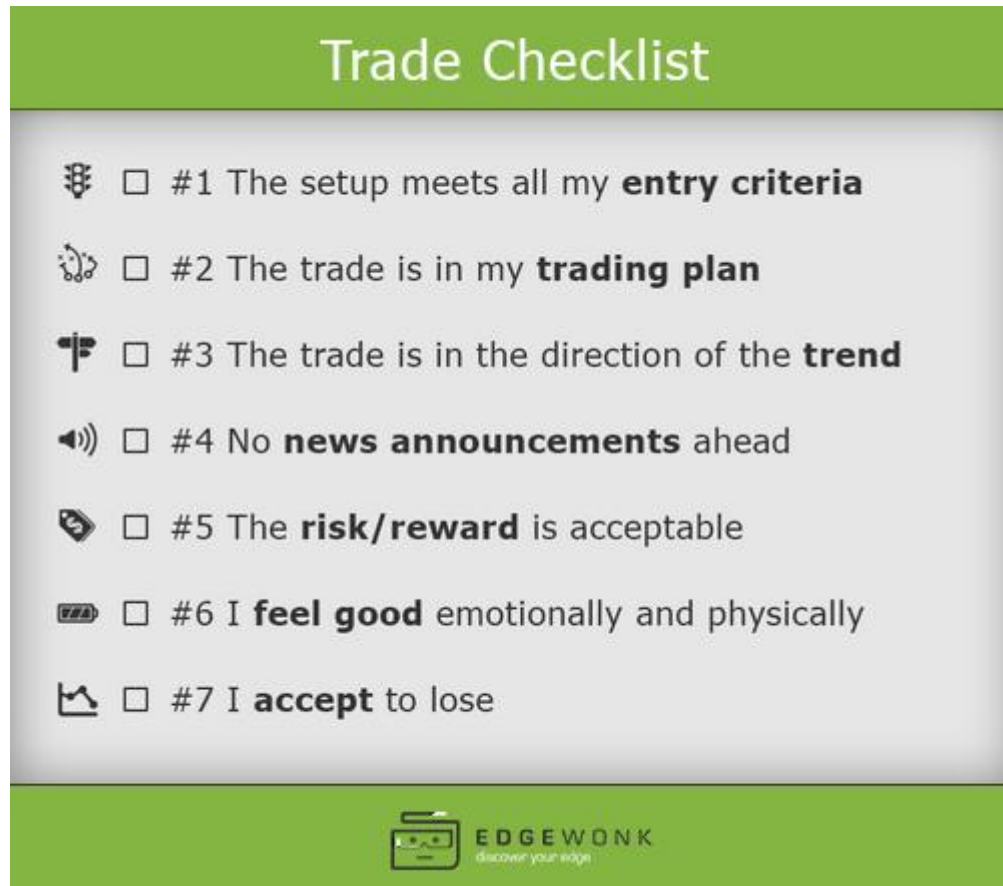 Trade Checklist
☐ #1 The setup meets all my entry criteria
☐ #2 The trade is in my trading plan
☐ #3 The trade is in the direction of the trend
☐ #4 No news announcements ahead
☐ #5 The risk/reward is acceptable
☐ #6 I feel good emotionally and physically
☐ #7 I accept to lose
EDGEWONK
discover your edge